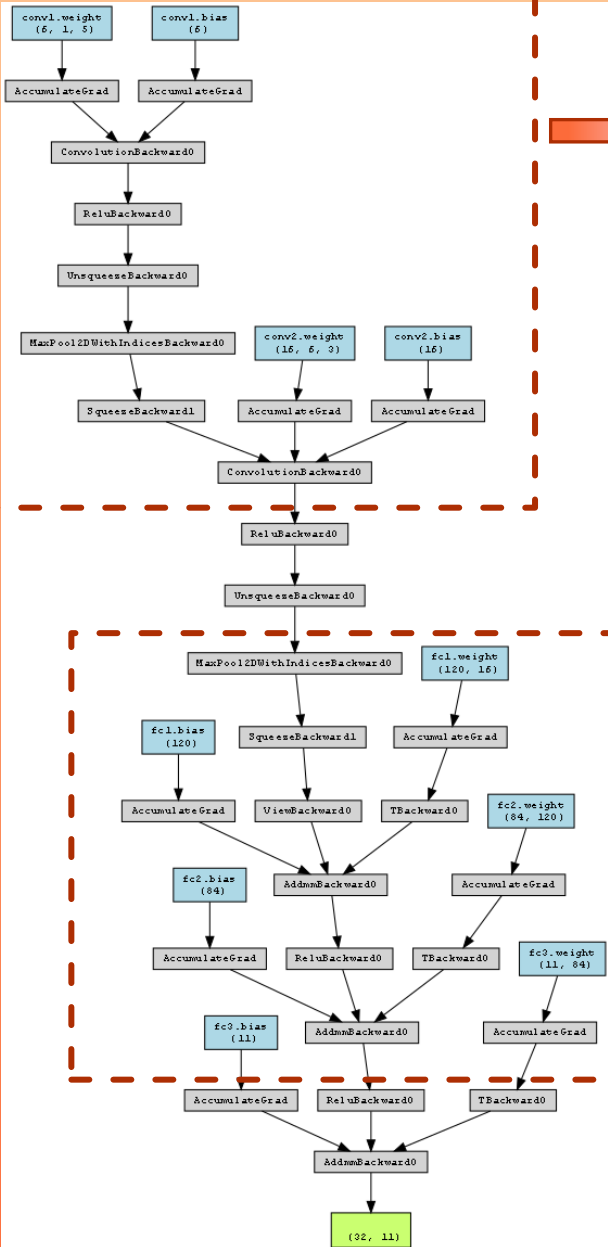 conv1.weight
(6, 1, 5)
conv1.bias
(6)
AccumulateGrad
AccumulateGrad
ConvolutionBackward0
ReluBackward0
UnsqueezeBackward0
MaxPool2DWithIndicesBackward0
conv2.weight
(16, 6, 3)
conv2.bias
(16)
SqueezeBackward1
AccumulateGrad
AccumulateGrad
ConvolutionBackward0
ReluBackward0
UnsqueezeBackward0
MaxPool2DWithIndicesBackward0
fc1.weight
(120, 16)
fc1.bias
(120)
SqueezeBackward1
AccumulateGrad
AccumulateGrad
ViewBackward0
TBackward0
fc2.weight
(84, 120)
fc2.bias
(84)
AddmmBackward0
AccumulateGrad
AccumulateGrad
ReluBackward0
TBackward0
fc3.weight
(11, 84)
fc3.bias
(11)
AddmmBackward0
AccumulateGrad
AccumulateGrad
ReluBackward0
TBackward0
AddmmBackward0
(32, 11)